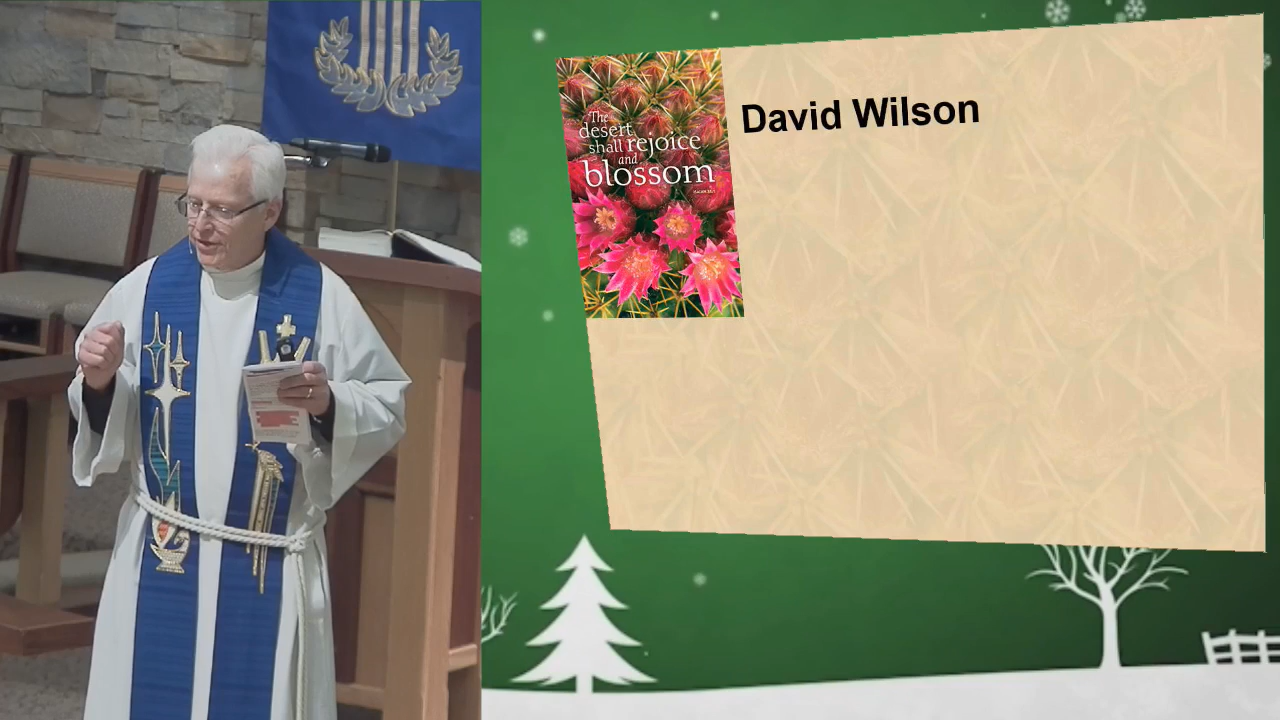 The
desert
shall rejoice
and
blossom
David Wilson